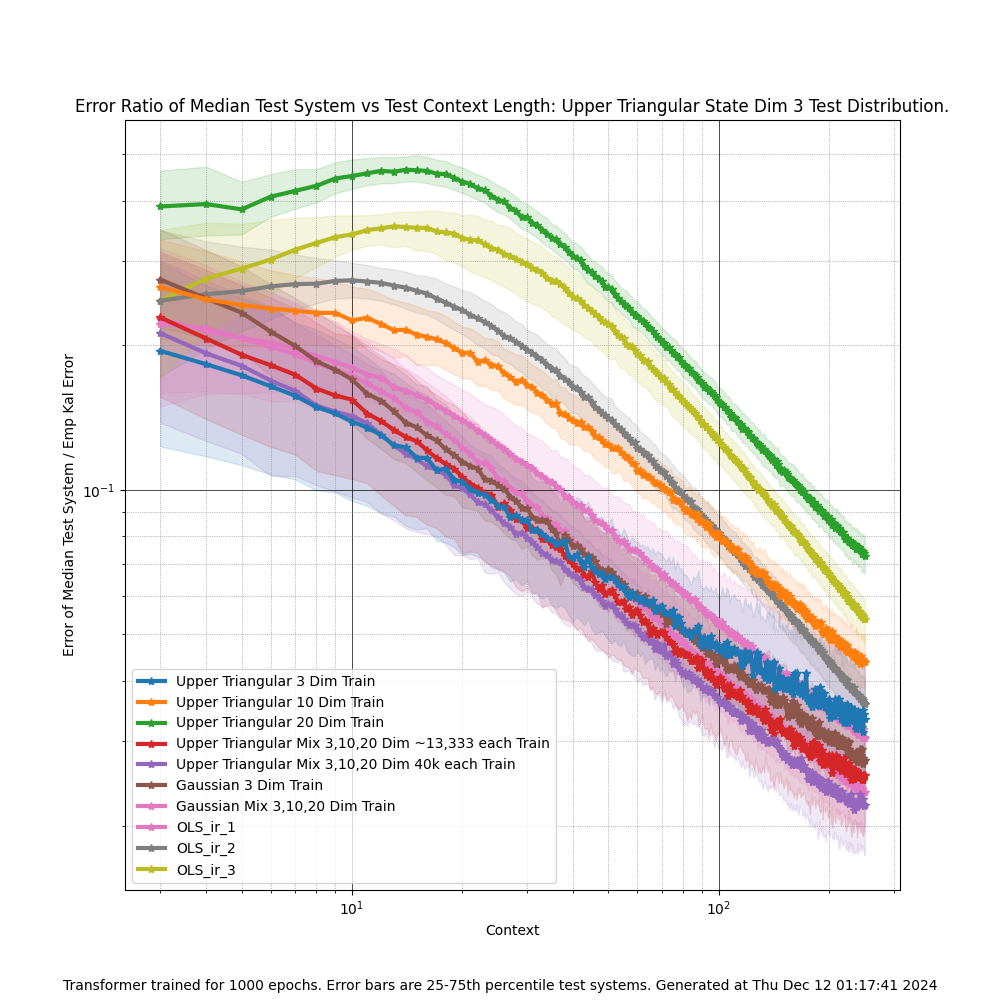 Error Ratio of Median Test System vs Test Context Length: Upper Triangular State Dim 3 Test Distribution.
Error of Median Test System / Emp Kal Error
10⁻¹
Upper Triangular 3 Dim Train
Upper Triangular 10 Dim Train
Upper Triangular 20 Dim Train
Upper Triangular Mix 3,10,20 Dim ~13,333 each Train
Upper Triangular Mix 3,10,20 Dim 40k each Train
Gaussian 3 Dim Train
Gaussian Mix 3,10,20 Dim Train
OLS_ir_1
OLS_ir_2
OLS_ir_3
10¹ 10²
Context
Transformer trained for 1000 epochs. Error bars are 25-75th percentile test systems. Generated at Thu Dec 12 01:17:41 2024